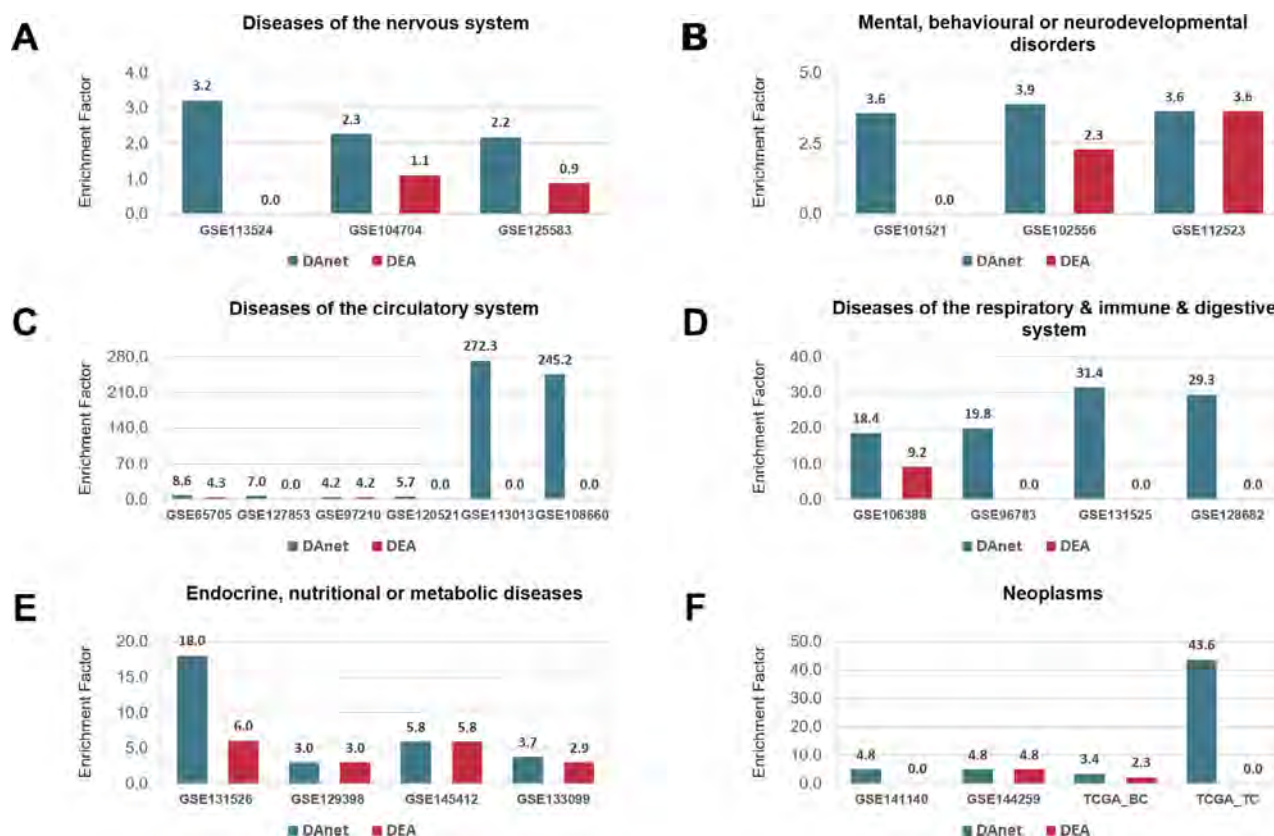 A
Diseases of the nervous system
Enrichment Factor
4.0
3.0
2.0
1.0
0.0
3.2
0.0
2.3
1.1
2.2
0.9
GSE113524
GSE104704
GSE125583
DAnet
DEA
B
Mental, behavioural or neurodevelopmental
disorders
Enrichment Factor
5.0
2.5
0.0
3.6
0.0
3.9
2.3
3.6
3.6
GSE101521
GSE102556
GSE112523
DAnet
DEA
C
Diseases of the circulatory system
Enrichment Factor
280.0
210.0
140.0
70.0
0.0
8.6
4.3
7.0
0.0
4.2
4.2
5.7
0.0
272.3
0.0
245.2
0.0
GSE65705
GSE127853
GSE97210
GSE120521
GSE113013
GSE108660
DAnet
DEA
D
Diseases of the respiratory & immune & digestive
system
Enrichment Factor
40.0
30.0
20.0
10.0
0.0
18.4
9.2
19.8
0.0
31.4
0.0
29.3
0.0
GSE106388
GSE96783
GSE131525
GSE128682
DAnet
DEA
E
Endocrine, nutritional or metabolic diseases
Enrichment Factor
20.0
15.0
10.0
5.0
0.0
18.0
6.0
3.0
3.0
5.8
5.8
3.7
2.9
GSE131526
GSE129398
GSE145412
GSE133099
DAnet
DEA
F
Neoplasms
Enrichment Factor
50.0
40.0
30.0
20.0
10.0
0.0
4.8
0.0
4.8
4.8
3.4
2.3
43.6
0.0
GSE141140
GSE144259
TCGA_BC
TCGA_TC
DAnet
DEA